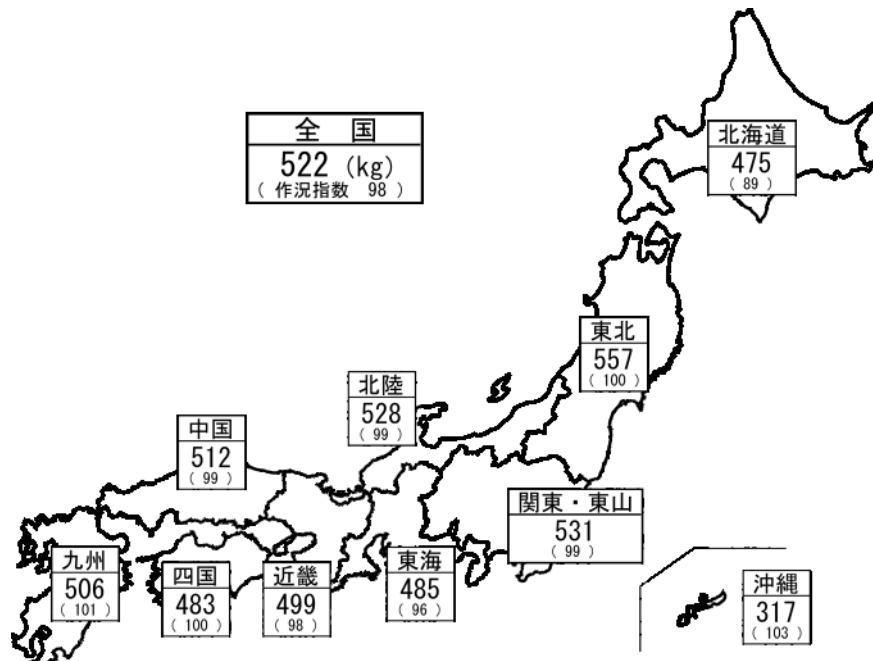 全　国
522 (kg)
( 作況指数 98 )
北海道
475
( 89 )
東北
557
( 100 )
北陸
528
( 99 )
中国
512
( 99 )
関東・東山
531
( 99 )
九州
506
( 101 )
四国
483
( 100 )
近畿
499
( 98 )
東海
485
( 96 )
沖縄
317
( 103 )